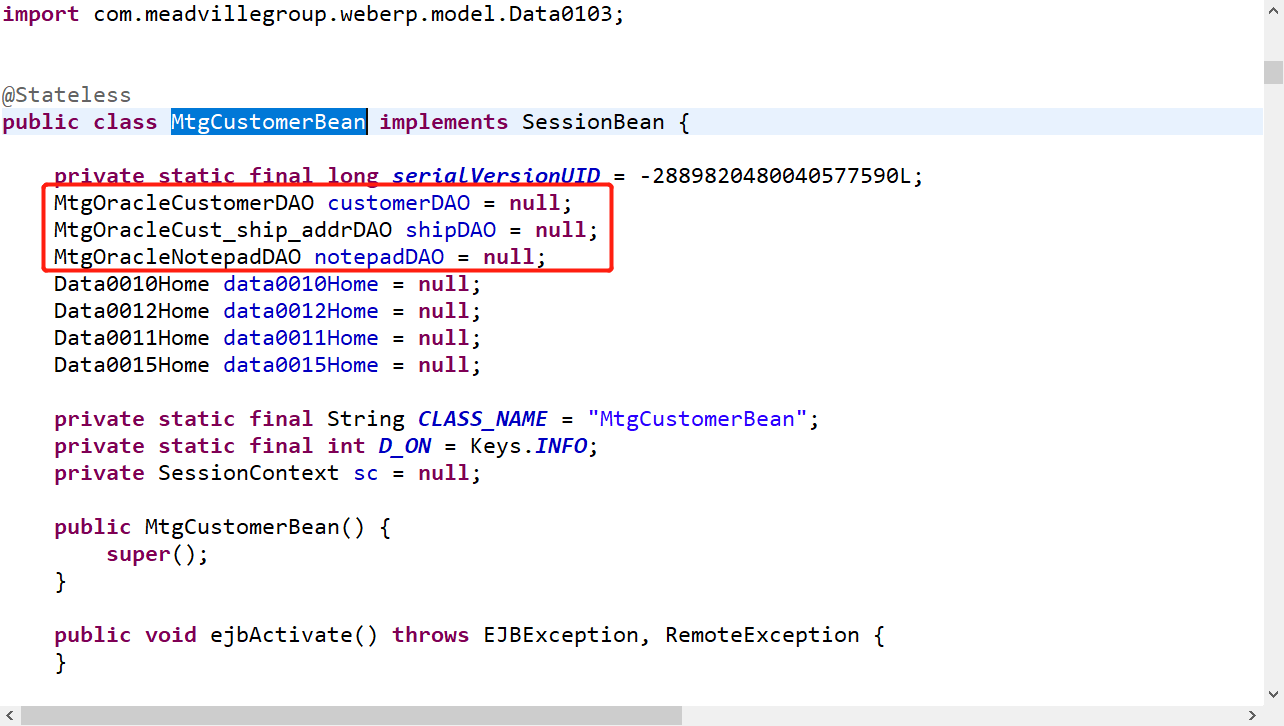 import com.meadvillegroup.weberp.model.Data0103;
@Stateless
public class MtgCustomerBean implements SessionBean {
private static final long serialVersionUID = -2889820480040577590L;
MtgOracleCustomerDAO customerDAO = null;
MtgOracleCust_ship_addrDAO shipDAO = null;
MtgOracleNotepadDAO notepadDAO = null;
Data0010Home data0010Home = null;
Data0012Home data0012Home = null;
Data0011Home data0011Home = null;
Data0015Home data0015Home = null;
private static final String CLASS_NAME = "MtgCustomerBean";
private static final int D_ON = Keys.INFO;
private SessionContext sc = null;
public MtgCustomerBean() {
super();
}
public void ejbActivate() throws EJBException, RemoteException {
}